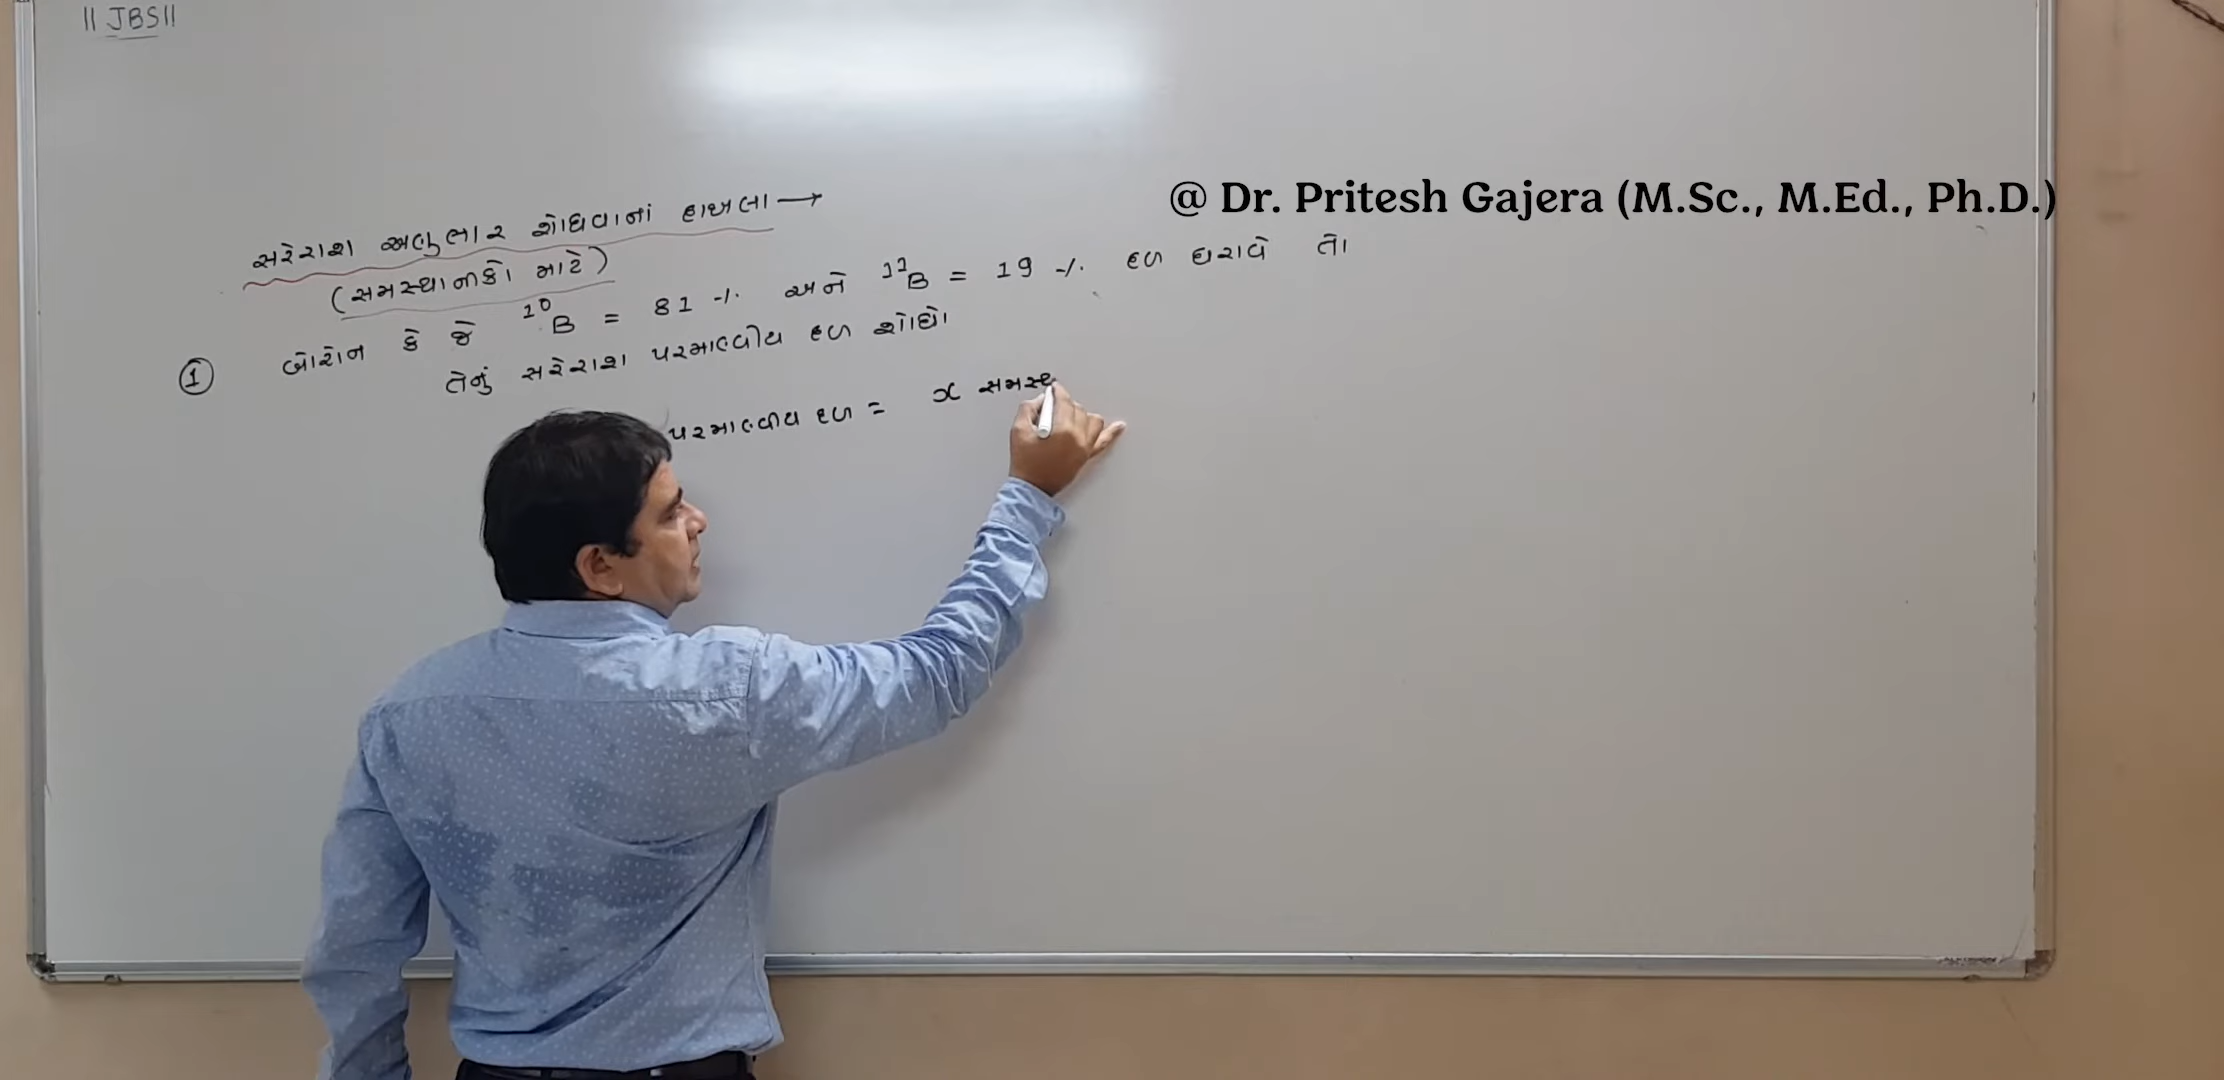 || JBS ||
@ Dr. Pritesh Gajera (M.Sc., M.Ed., Ph.D.)
સરેરાશ અણુભાર શોધવાનાં દાખલા →
(સમસ્થાનિકો માટે)
① બોરોન કે જે ¹⁰B = 81 % અને ¹¹B = 19 % દળ ધરાવે તો
તેનું સરેરાશ પરમાણ્વીય દળ શોધો
પરમાણ્વીય દળ = x સમસ્થ